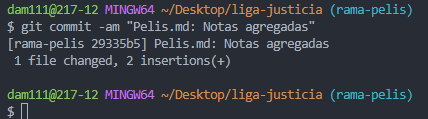 dam111@217-12 MINGW64 ~/Desktop/liga-justicia (rama-pelis)
$ git commit -am "Pelis.md: Notas agregadas"
[rama-pelis 29335b5] Pelis.md: Notas agregadas
 1 file changed, 2 insertions(+)

dam111@217-12 MINGW64 ~/Desktop/liga-justicia (rama-pelis)
$